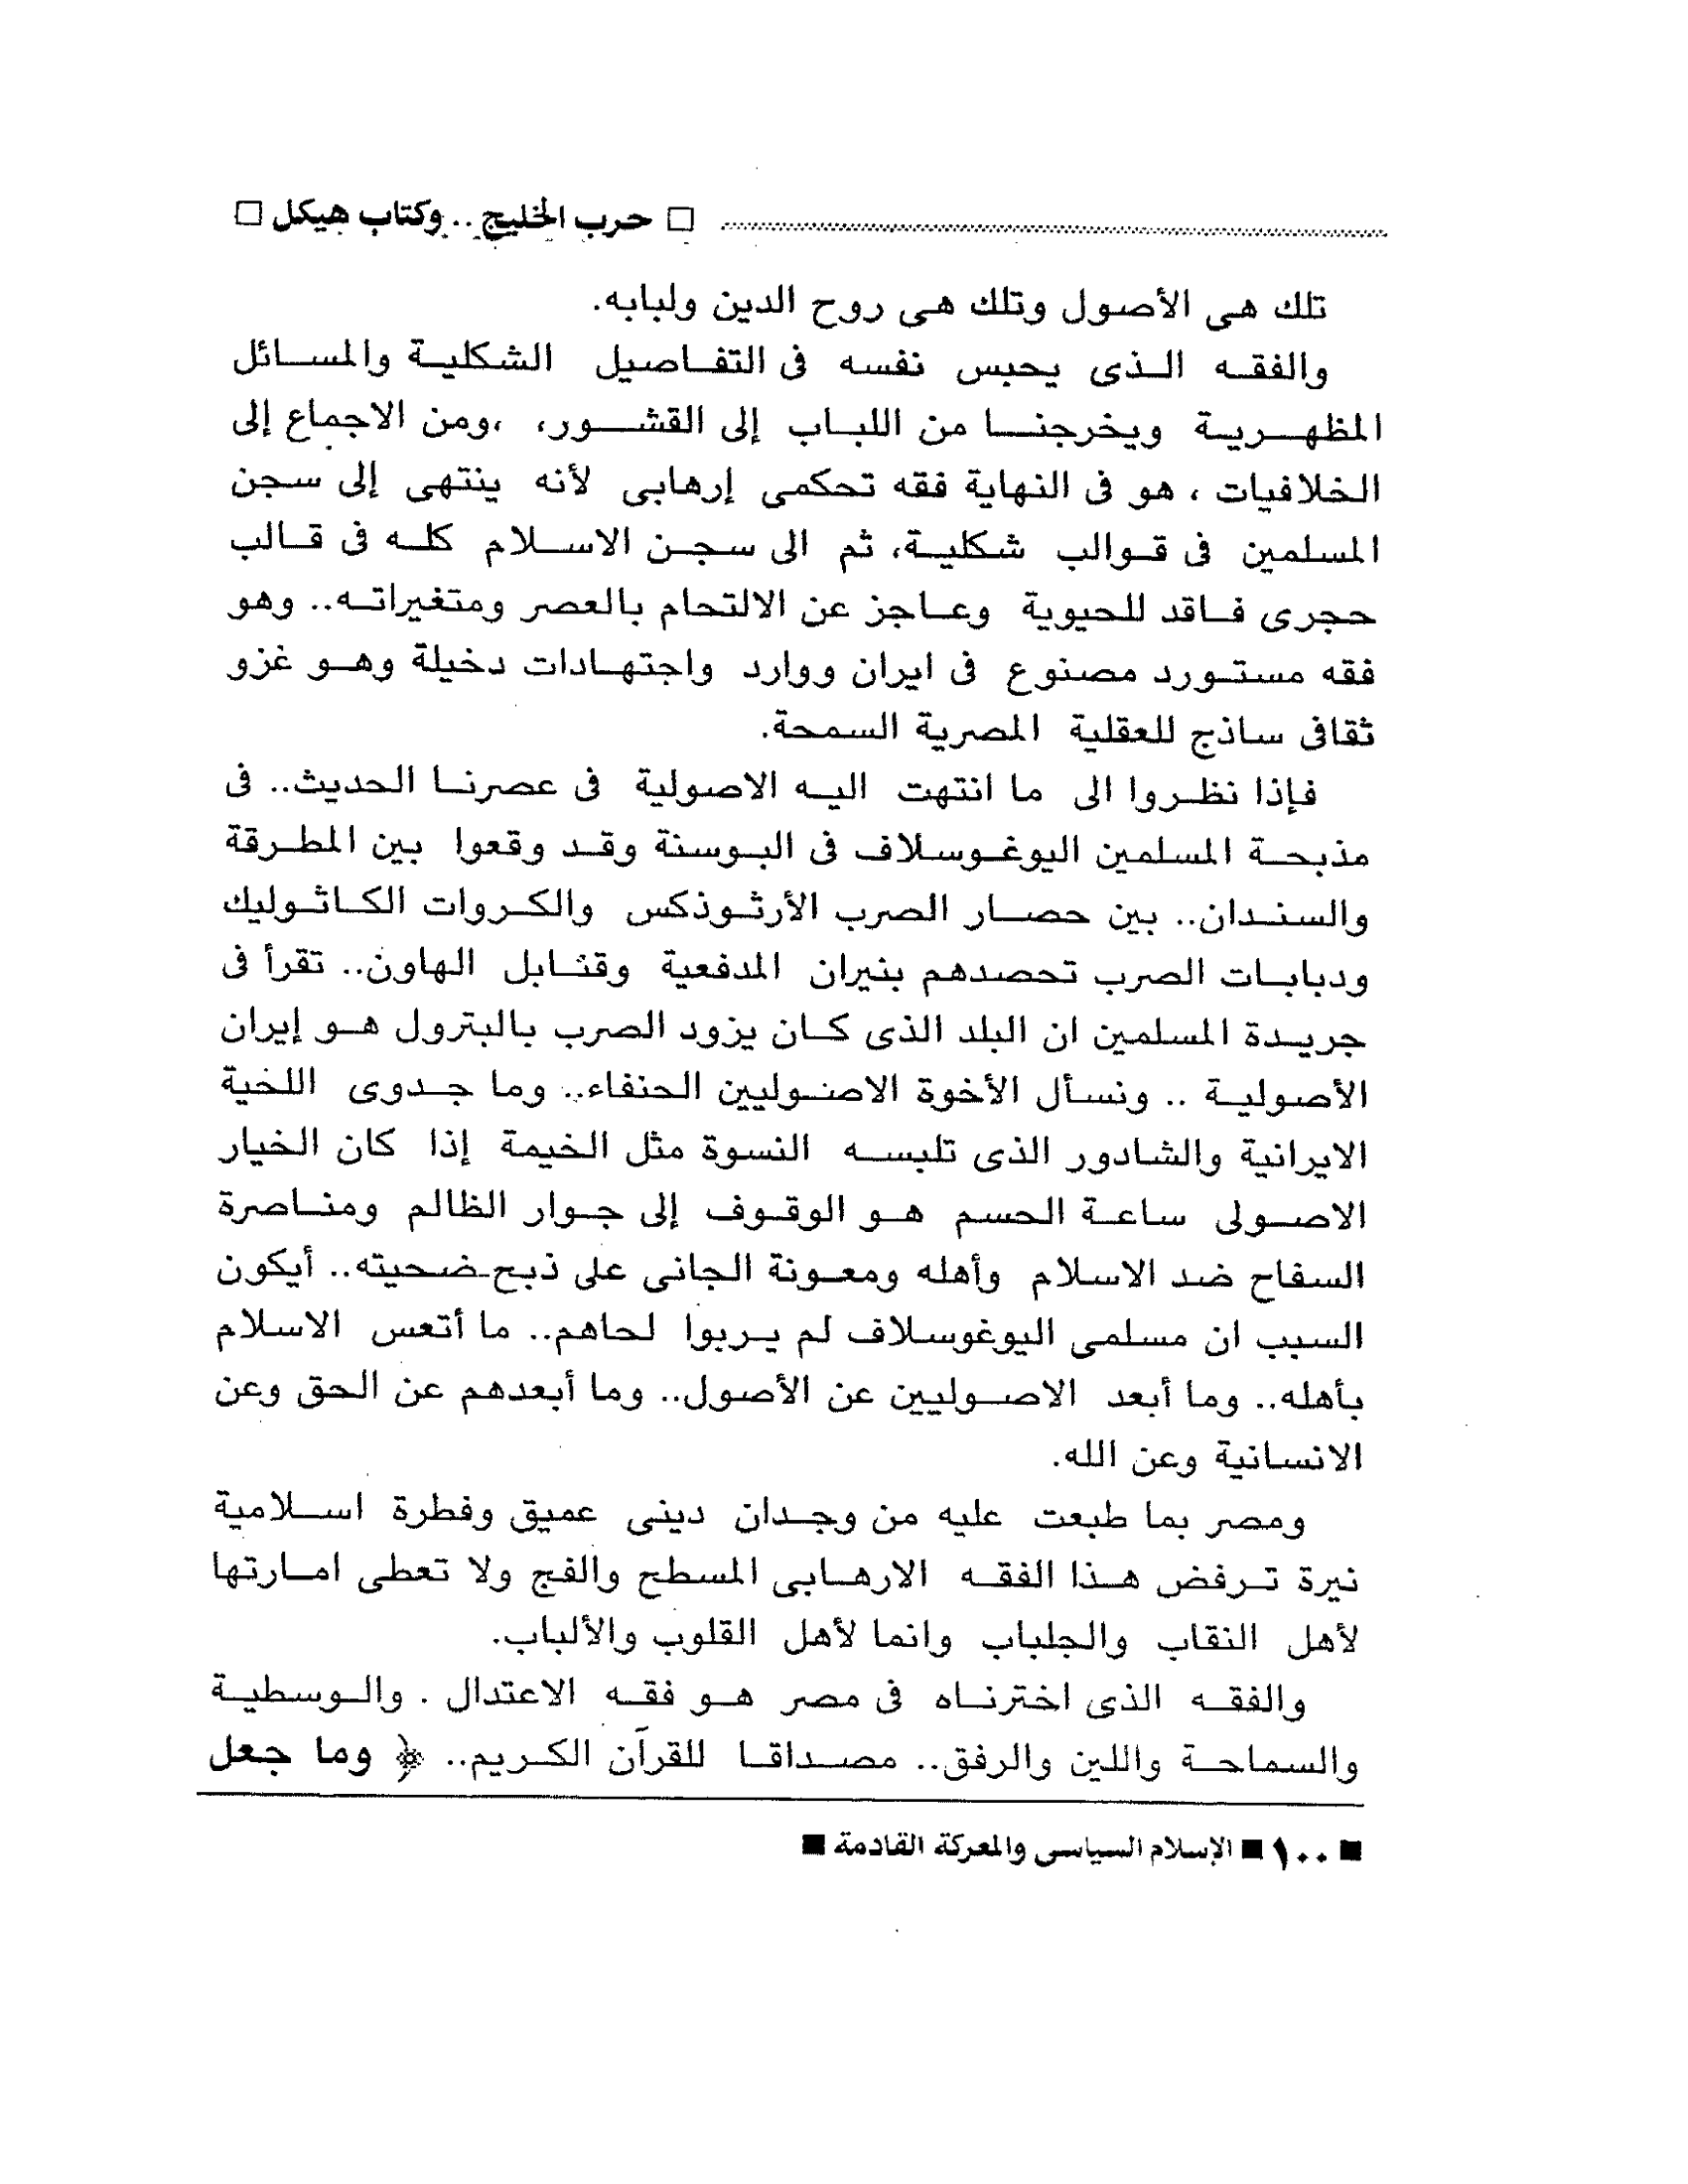 □ حرب الخليج .. وكتاب هيكل □
تلك هى الأصول وتلك هى روح الدين ولبابه.
والفقه الذى يحبس نفسه فى التفاصيل الشكلية والمسائل
المظهرية ويخرجنا من اللباب إلى القشور، ،ومن الاجماع إلى
الخلافيات ، هو فى النهاية فقه تحكمى إرهابى لأنه ينتهى إلى سجن
المسلمين فى قوالب شكلية، ثم الى سجن الاسلام كله فى قالب
حجرى فاقد للحيوية وعاجز عن الالتحام بالعصر ومتغيراته.. وهو
فقه مستورد مصنوع فى ايران ووارد واجتهادات دخيلة وهو غزو
ثقافى ساذج للعقلية المصرية السمحة.
فإذا نظروا الى ما انتهت اليه الاصولية فى عصرنا الحديث.. فى
مذبحة المسلمين اليوغوسلاف فى البوسنة وقد وقعوا بين المطرقة
والسندان.. بين حصار الصرب الأرثوذكس والكروات الكاثوليك
ودبابات الصرب تحصدهم بنيران المدفعية وقنابل الهاون.. تقرأ فى
جريدة المسلمين ان البلد الذى كان يزود الصرب بالبترول هو إيران
الأصولية .. ونسأل الأخوة الاصوليين الحنفاء.. وما جدوى اللحية
الايرانية والشادور الذى تلبسه النسوة مثل الخيمة إذا كان الخيار
الاصولى ساعة الحسم هو الوقوف إلى جوار الظالم ومناصرة
السفاح ضد الاسلام وأهله ومعونة الجانى على ذبح ضحيته.. أيكون
السبب ان مسلمى اليوغوسلاف لم يربوا لحاهم.. ما أتعس الاسلام
بأهله.. وما أبعد الاصوليين عن الأصول.. وما أبعدهم عن الحق وعن
الانسانية وعن الله.
ومصر بما طبعت عليه من وجدان دينى عميق وفطرة اسلامية
نيرة ترفض هذا الفقه الارهابى المسطح والفج ولا تعطى امارتها
لأهل النقاب والجلباب وانما لأهل القلوب والألباب.
والفقه الذى اخترناه فى مصر هو فقه الاعتدال . والوسطية
والسماحة واللين والرفق.. مصداقا للقرآن الكريم.. ﴿ وما جعل
■ ١٠٠ ■ الإسلام السياسى والمعركة القادمة ■